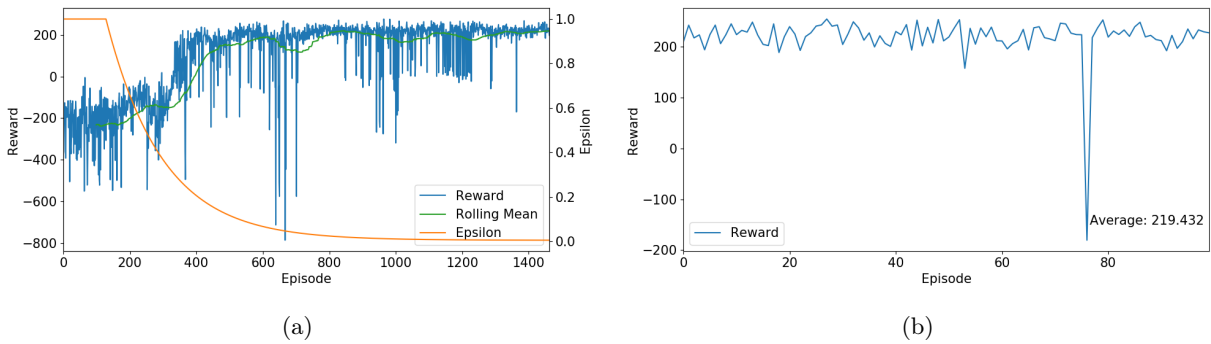 200
0
−200
−400
−600
−800
Reward
0
200
400
600
800
1000
1200
1400
Episode
1.0
0.8
0.6
0.4
0.2
0.0
Epsilon
Reward
Rolling Mean
Epsilon
(a)
200
100
0
−100
−200
Reward
0
20
40
60
80
Episode
Average: 219.432
Reward
(b)